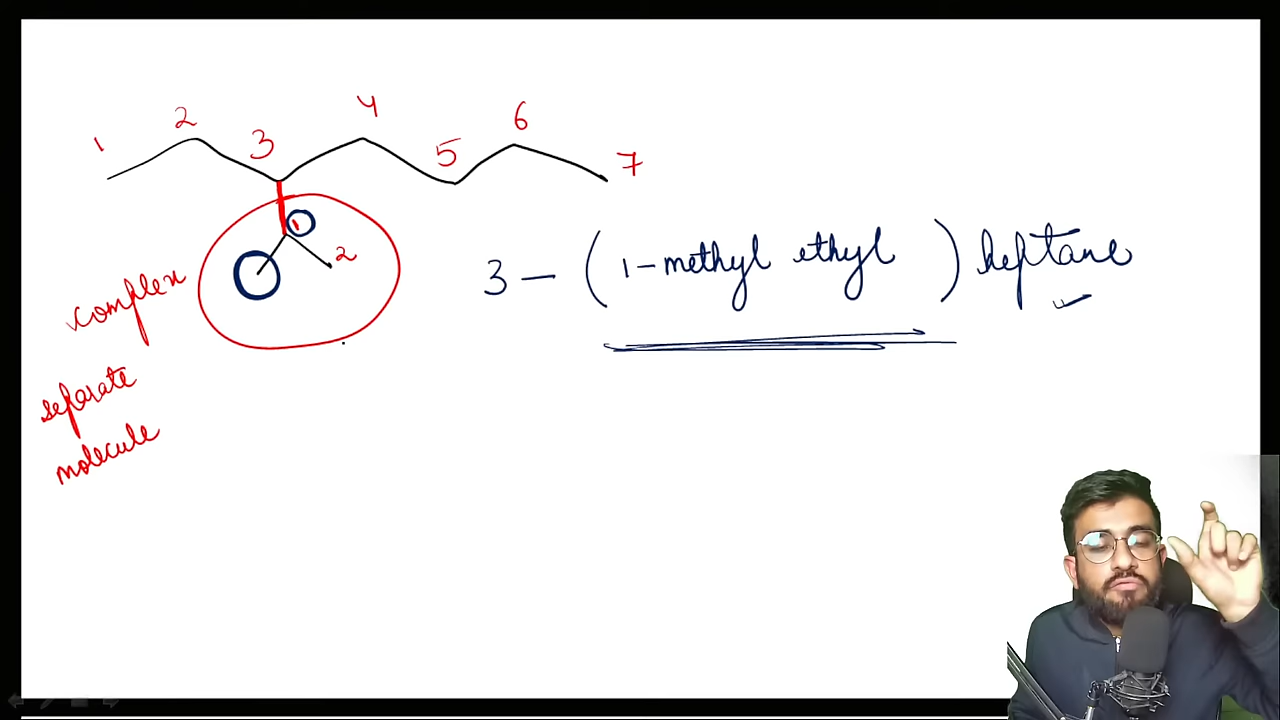 1 2 3 4 5 6 7
1
2
3 - (1-methyl ethyl) heptane
complex
separate
molecule